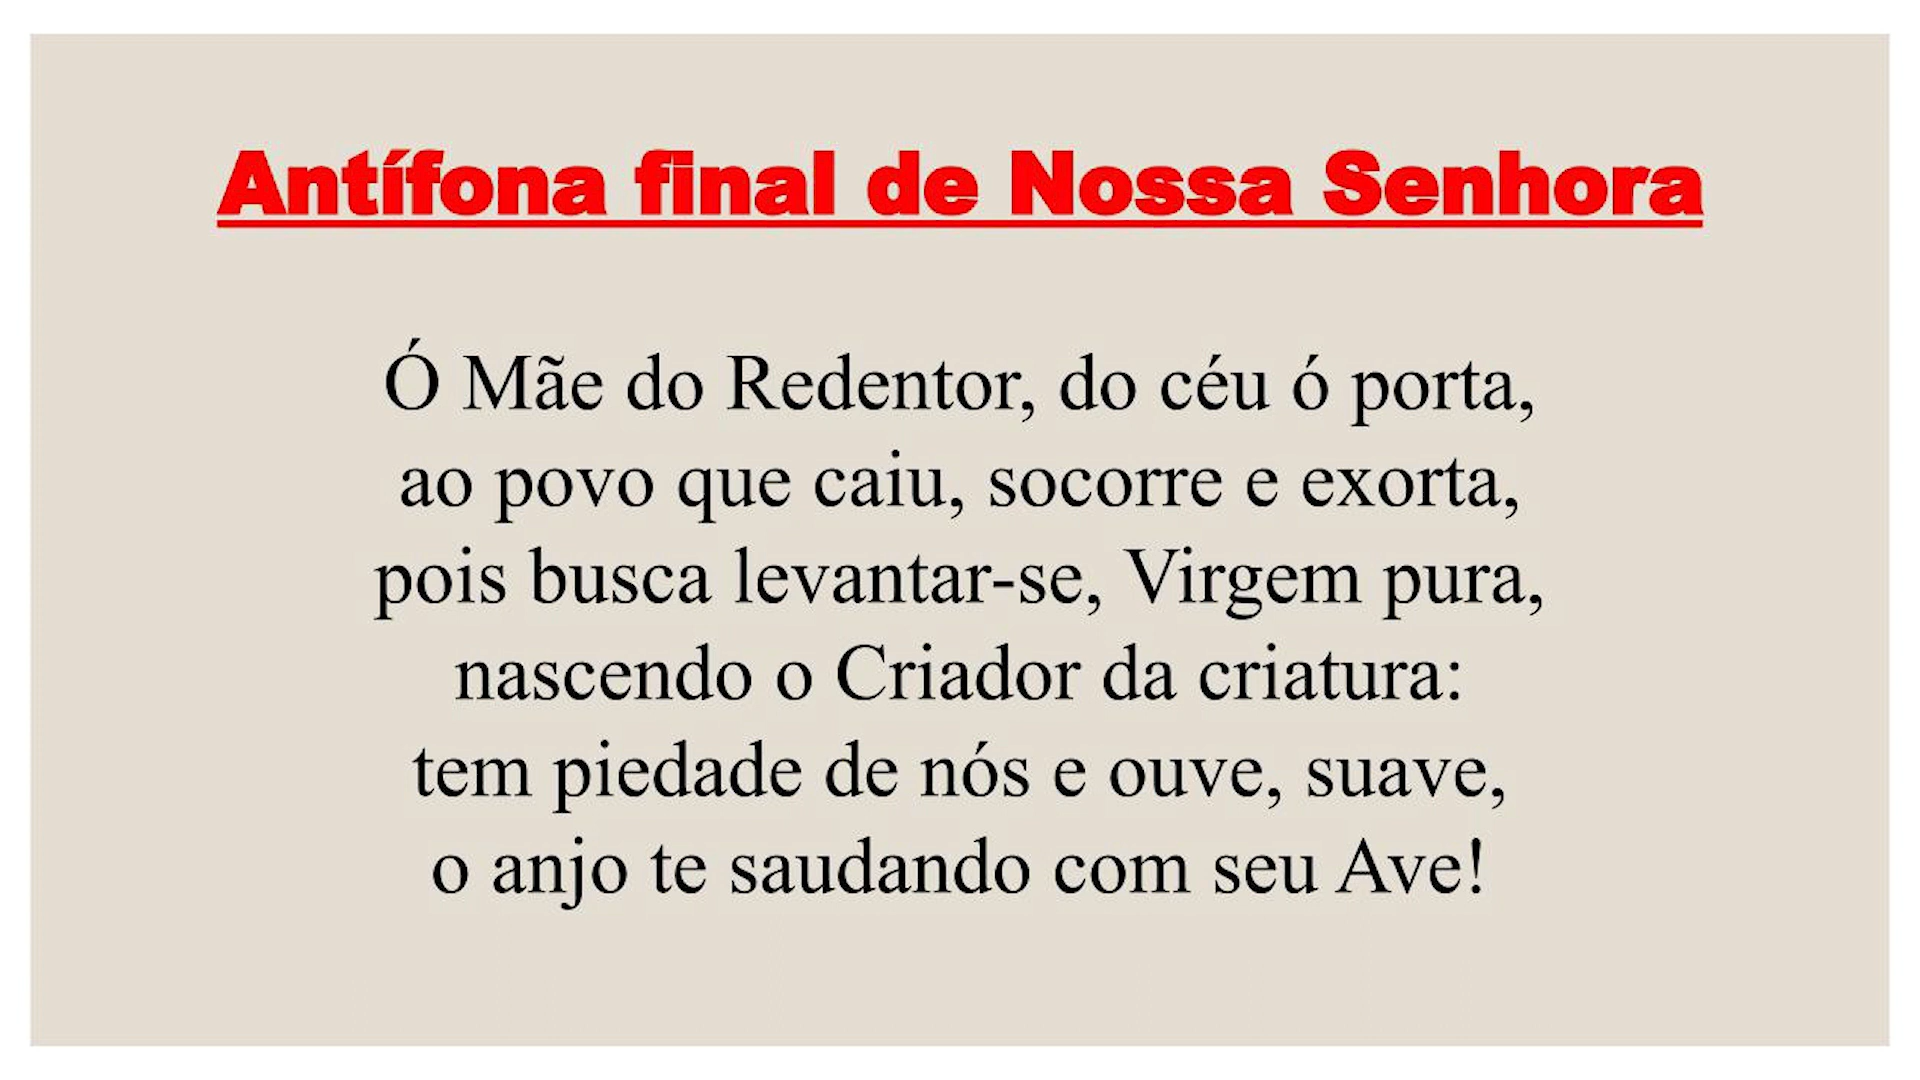 Antífona final de Nossa Senhora
Ó Mãe do Redentor, do céu ó porta,
ao povo que caiu, socorre e exorta,
pois busca levantar-se, Virgem pura,
nascendo o Criador da criatura:
tem piedade de nós e ouve, suave,
o anjo te saudando com seu Ave!